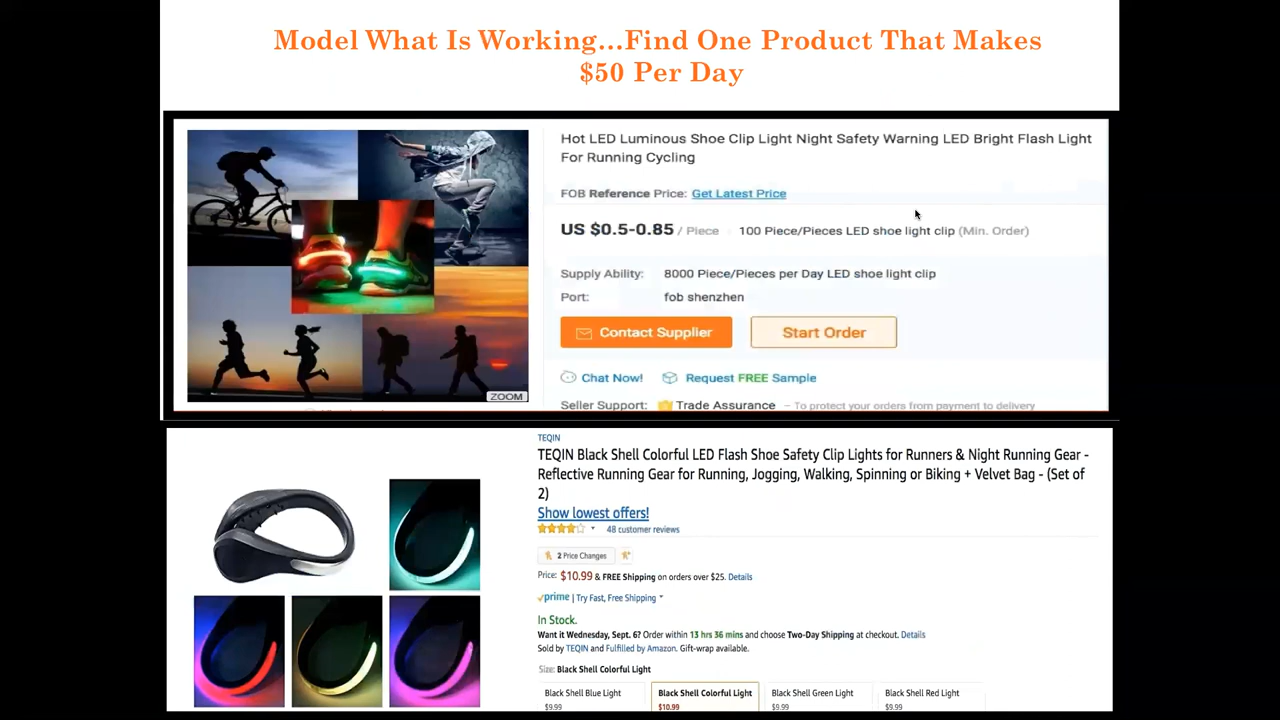 Model What Is Working...Find One Product That Makes
$50 Per Day
Hot LED Luminous Shoe Clip Light Night Safety Warning LED Bright Flash Light
For Running Cycling
FOB Reference Price: Get Latest Price
US $0.5-0.85 / Piece 100 Piece/Pieces LED shoe light clip (Min. Order)
Supply Ability: 8000 Piece/Pieces per Day LED shoe light clip
Port: fob shenzhen
Contact Supplier Start Order
Chat Now! Request FREE Sample
ZOOM
Seller Support: Trade Assurance – To protect your orders from payment to delivery
TEQIN
TEQIN Black Shell Colorful LED Flash Shoe Safety Clip Lights for Runners & Night Running Gear -
Reflective Running Gear for Running, Jogging, Walking, Spinning or Biking + Velvet Bag - (Set of
2)
Show lowest offers!
48 customer reviews
2 Price Changes
Price: $10.99 & FREE Shipping on orders over $25. Details
prime | Try Fast, Free Shipping
In Stock.
Want it Wednesday, Sept. 6? Order within 13 hrs 36 mins and choose Two-Day Shipping at checkout. Details
Sold by TEQIN and Fulfilled by Amazon. Gift-wrap available.
Size: Black Shell Colorful Light
Black Shell Blue Light Black Shell Colorful Light Black Shell Green Light Black Shell Red Light
$9.99 $10.99 $9.99 $9.99